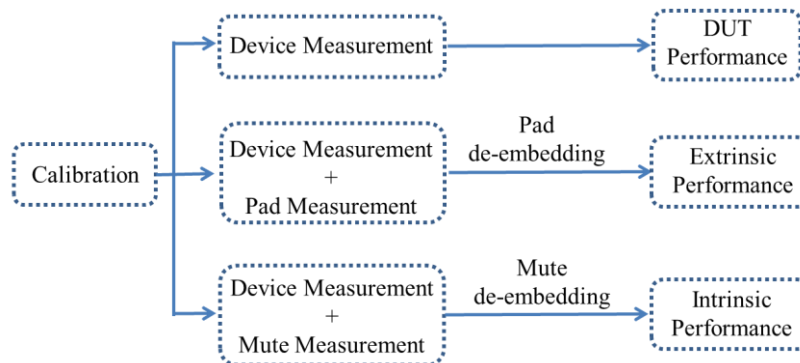 Calibration
Device Measurement
DUT
Performance
Device Measurement
+
Pad Measurement
Pad
de-embedding
Extrinsic
Performance
Device Measurement
+
Mute Measurement
Mute
de-embedding
Intrinsic
Performance